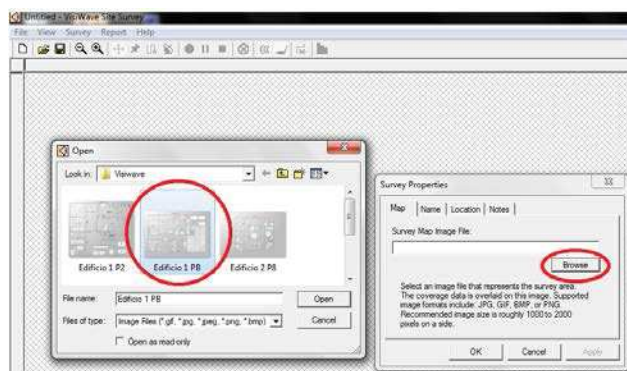 Untitled - VisiWave Site Survey
File View Survey Report Help
Open
Look in: Visiwave
Edificio 1 P2
Edificio 1 PB
Edificio 2 PB
File name: Edificio 1 PB
Open
Files of type: Image Files (*.gif, *.jpg, *.jpeg, *.png, *.bmp)
Cancel
Open as read-only
Survey Properties
Map Name Location Notes
Survey Map Image File:
Browse
Select an image file that represents the survey area.
The coverage data is overlaid on this image. Supported
image formats include: JPG, GIF, BMP, or PNG.
Recommended image size is roughly 1000 to 2000
pixels on a side.
OK Cancel Apply